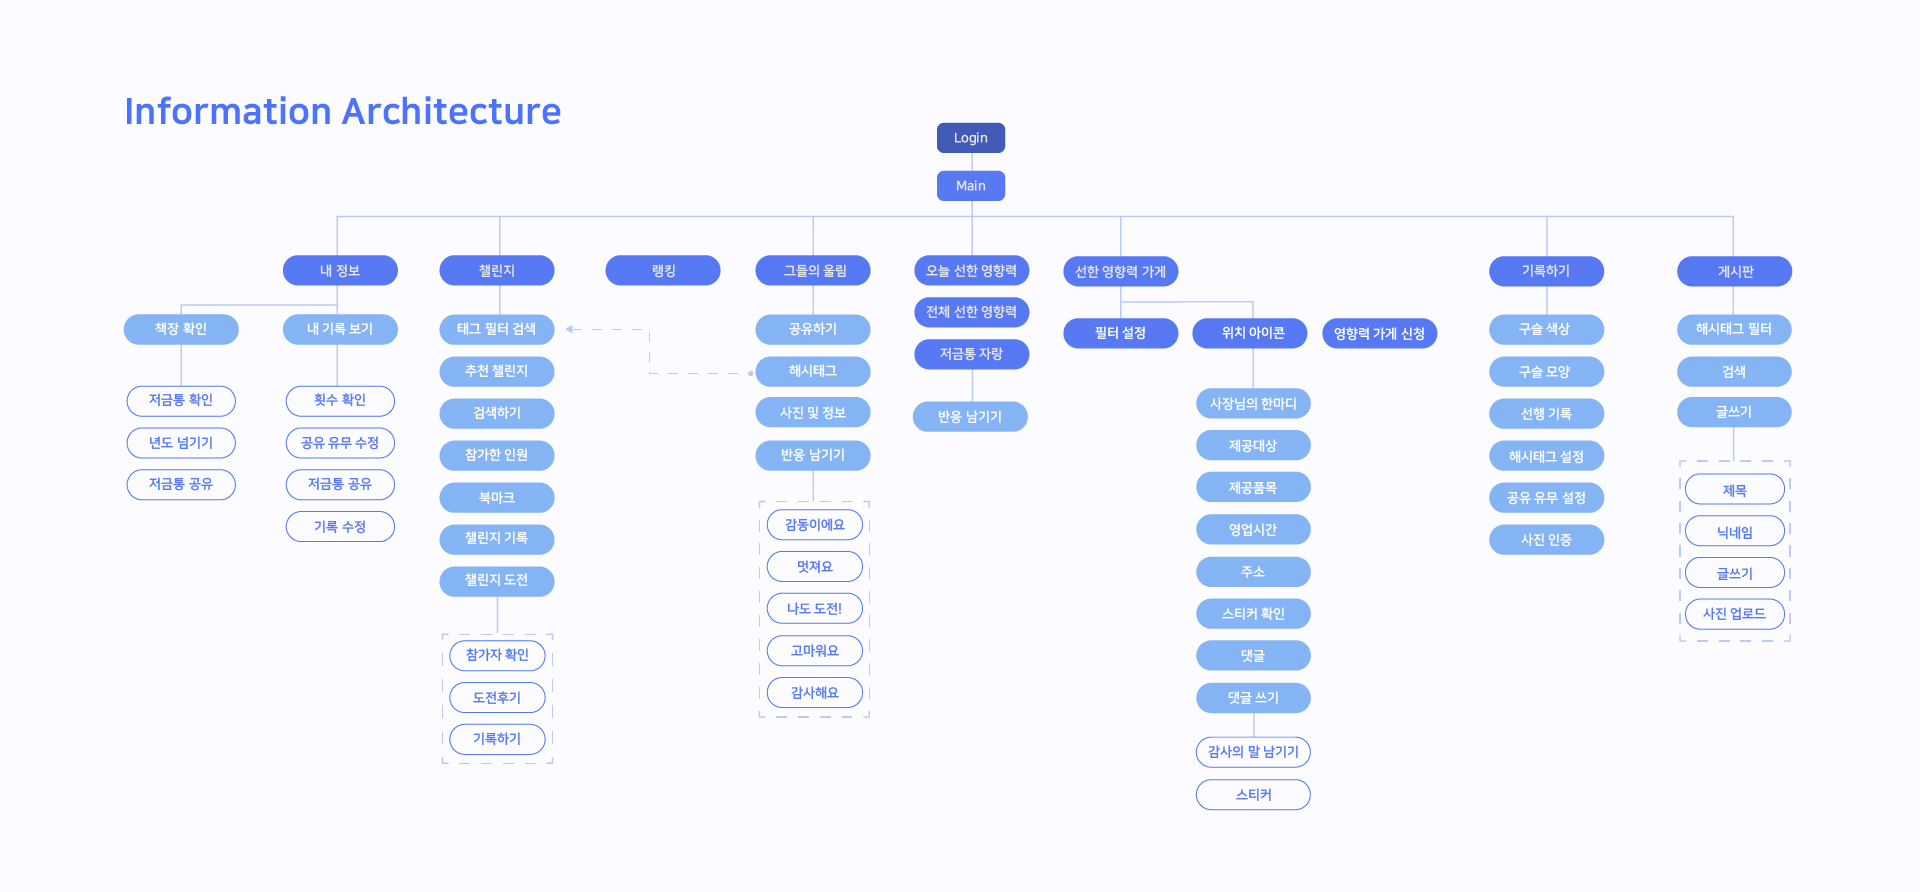 Information Architecture
Login
Main
내 정보
책장 확인
저금통 확인
년도 넘기기
저금통 공유
내 기록 보기
횟수 확인
공유 유무 수정
저금통 공유
기록 수정
챌린지
태그 필터 검색
추천 챌린지
검색하기
참가한 인원
북마크
챌린지 기록
챌린지 도전
참가자 확인
도전후기
기록하기
랭킹
그들의 울림
공유하기
해시태그
사진 및 정보
반응 남기기
감동이에요
멋져요
나도 도전!
고마워요
감사해요
오늘 선한 영향력
전체 선한 영향력
저금통 자랑
반응 남기기
선한 영향력 가게
필터 설정
위치 아이콘
사장님의 한마디
제공대상
제공품목
영업시간
주소
스티커 확인
댓글
댓글 쓰기
감사의 말 남기기
스티커
영향력 가게 신청
기록하기
구슬 색상
구슬 모양
선행 기록
해시태그 설정
공유 유무 설정
사진 인증
게시판
해시태그 필터
검색
글쓰기
제목
닉네임
글쓰기
사진 업로드